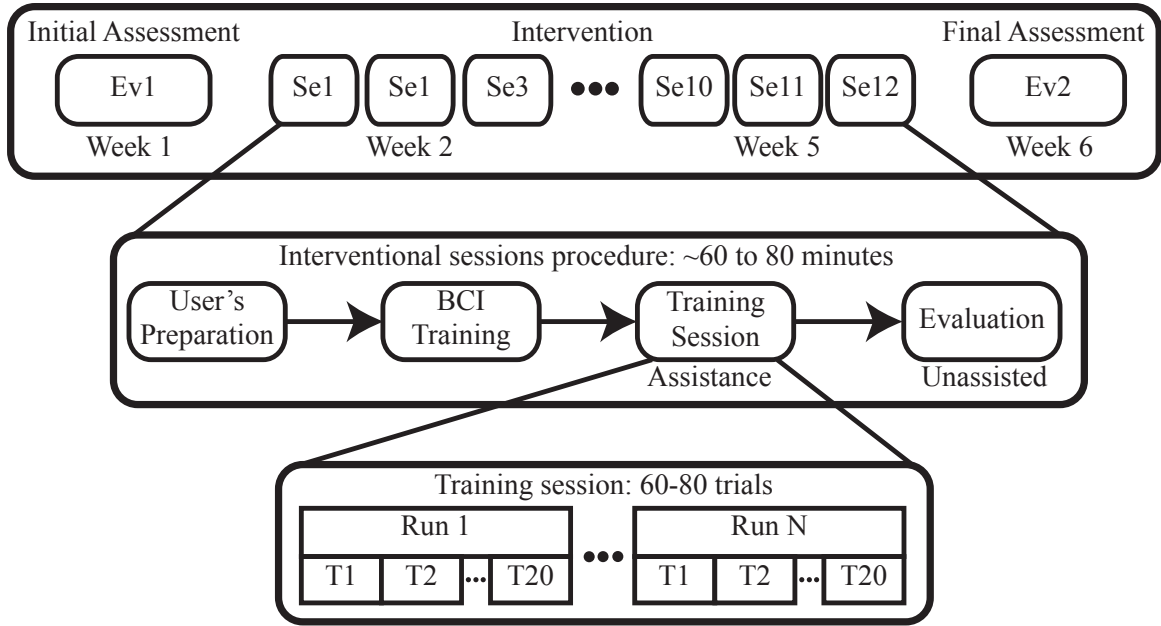 Initial Assessment Intervention Final Assessment
Ev1 Se1 Se1 Se3 ••• Se10 Se11 Se12 Ev2
Week 1 Week 2 Week 5 Week 6
Interventional sessions procedure: ~60 to 80 minutes
User's Preparation
BCI Training
Training Session
Evaluation
Assistance Unassisted
Training session: 60-80 trials
Run 1 ••• Run N
T1 T2 ... T20 T1 T2 ... T20